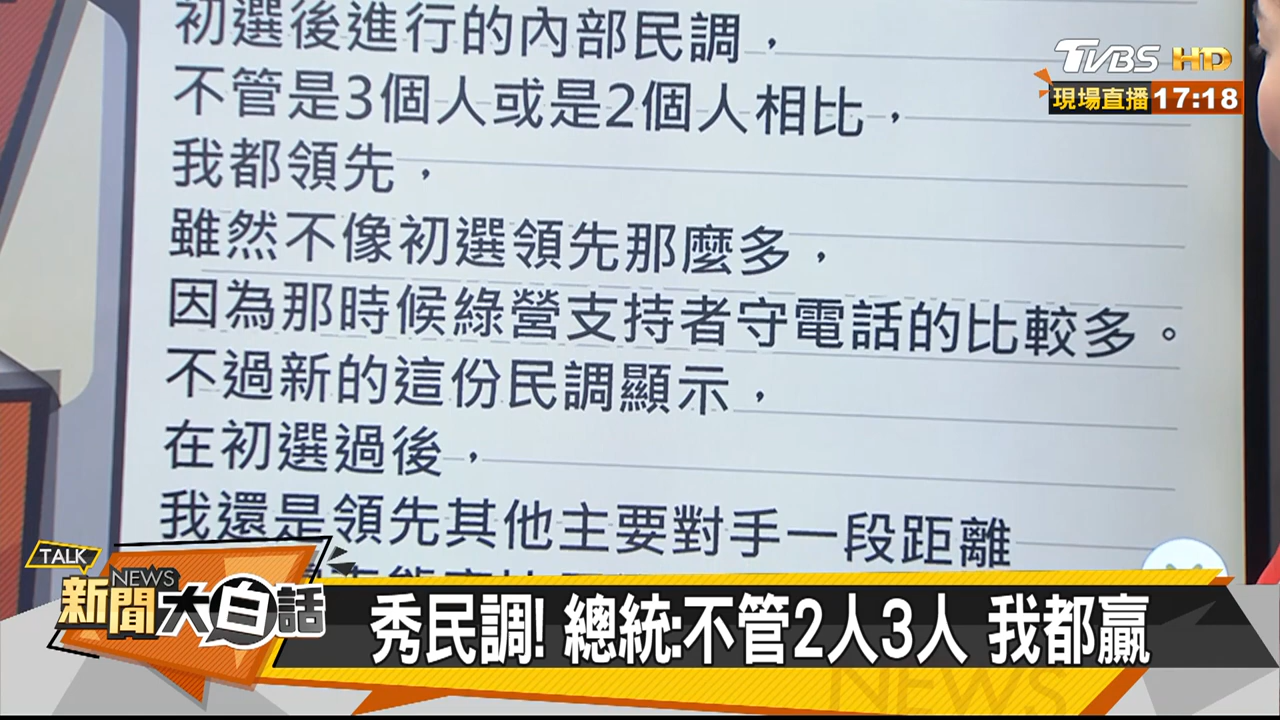 初選後進行的內部民調，
不管是3個人或是2個人相比，
我都領先，
雖然不像初選領先那麼多，
因為那時候綠營支持者守電話的比較多。
不過新的這份民調顯示，
在初選過後，
我還是領先其他主要對手一段距離
TVBS HD
現場直播 17:18
TALK
NEWS
新聞大白話
秀民調! 總統:不管2人3人 我都贏
NEWS